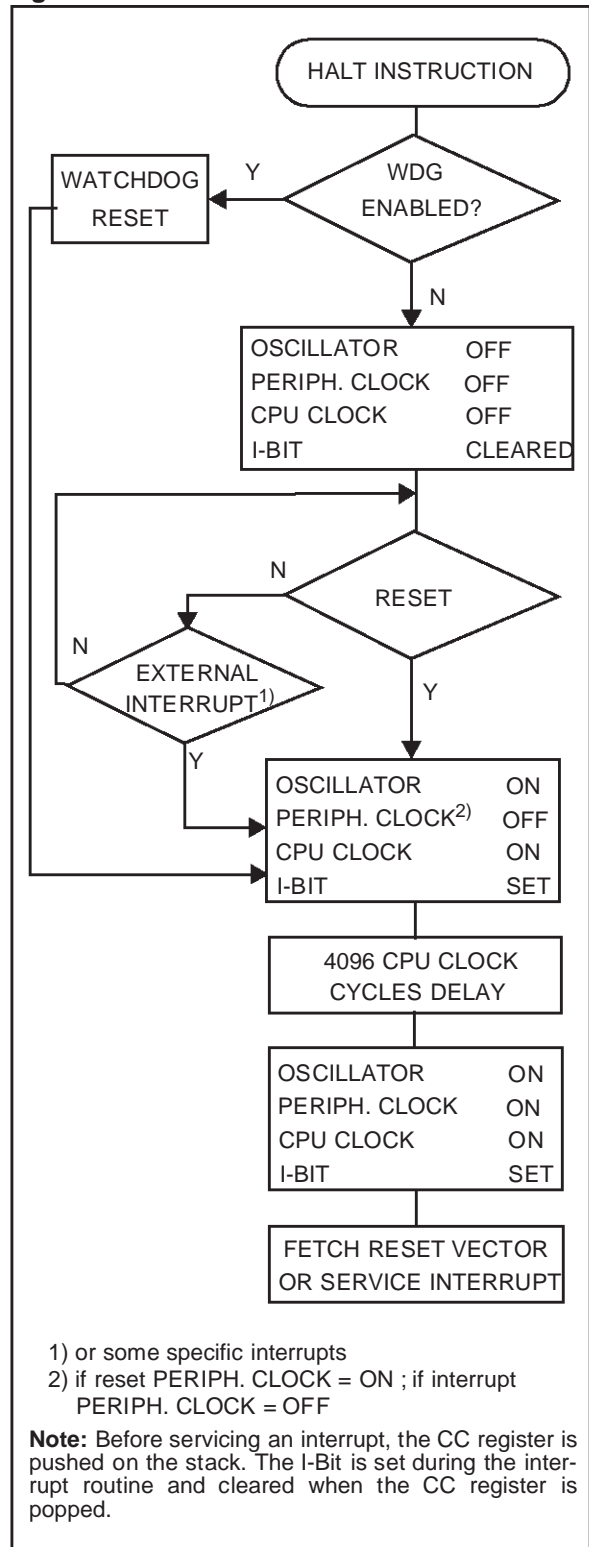 HALT INSTRUCTION
WDG
ENABLED?
Y
WATCHDOG
RESET
N
OSCILLATOR OFF
PERIPH. CLOCK OFF
CPU CLOCK OFF
I-BIT CLEARED
RESET
N
EXTERNAL
INTERRUPT1)
N
Y
Y
OSCILLATOR ON
PERIPH. CLOCK2) OFF
CPU CLOCK ON
I-BIT SET
4096 CPU CLOCK
CYCLES DELAY
OSCILLATOR ON
PERIPH. CLOCK ON
CPU CLOCK ON
I-BIT SET
FETCH RESET VECTOR
OR SERVICE INTERRUPT
1) or some specific interrupts
2) if reset PERIPH. CLOCK = ON ; if interrupt
PERIPH. CLOCK = OFF
Note: Before servicing an interrupt, the CC register is
pushed on the stack. The I-Bit is set during the inter-
rupt routine and cleared when the CC register is
popped.